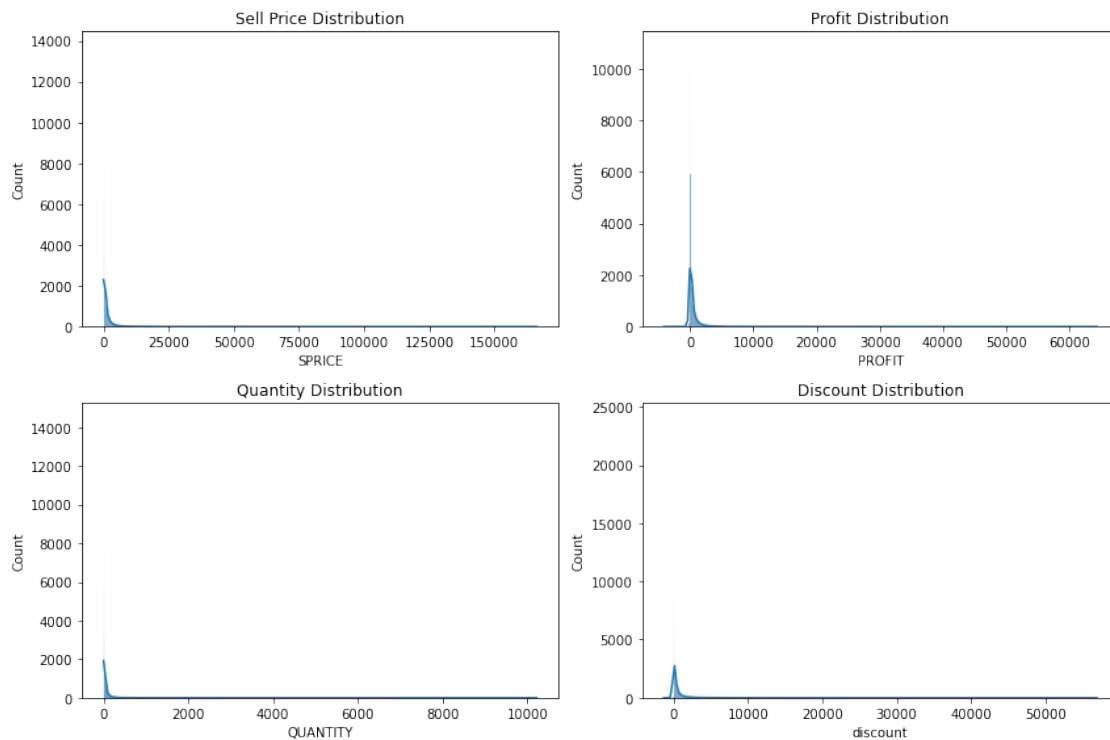 Sell Price Distribution
14000
12000
10000
8000
6000
4000
2000
0
Count
0 25000 50000 75000 100000 125000 150000
SPRICE
Profit Distribution
10000
8000
6000
4000
2000
0
Count
0 10000 20000 30000 40000 50000 60000
PROFIT
Quantity Distribution
14000
12000
10000
8000
6000
4000
2000
0
Count
0 2000 4000 6000 8000 10000
QUANTITY
Discount Distribution
25000
20000
15000
10000
5000
0
Count
0 10000 20000 30000 40000 50000
discount